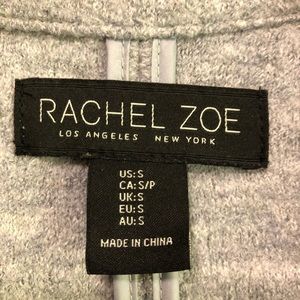 RACHEL ZOE
LOS ANGELES NEW YORK
US:S
CA:S/P
UK:S
EU:S
AU:S
MADE IN CHINA